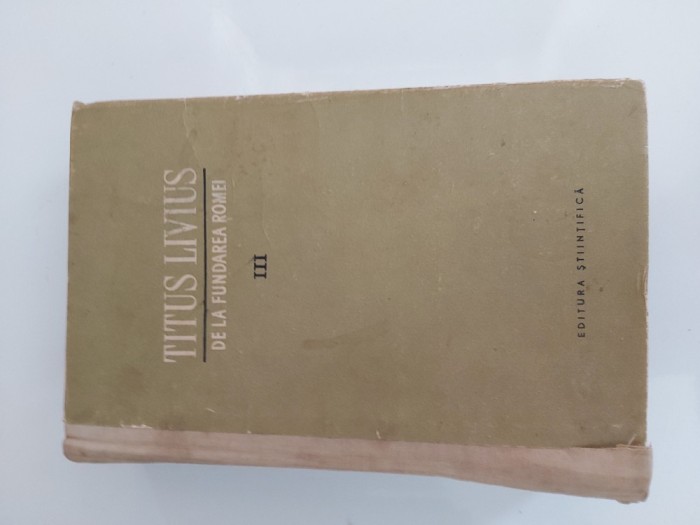 TITUS LIVIUS
DE LA FUNDAREA ROMEI
III
EDITURA ȘTIINȚIFICĂ